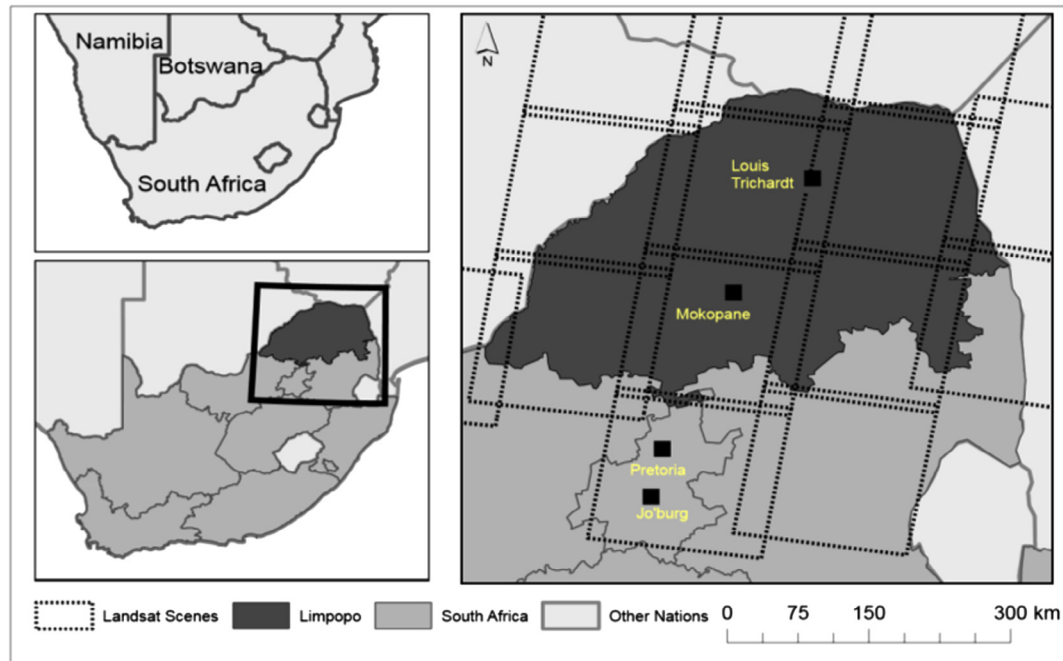 Namibia
Botswana
South Africa
N
Louis
Trichardt
Mokopane
Pretoria
Jo'burg
Landsat Scenes
Limpopo
South Africa
Other Nations
0 75 150 300 km